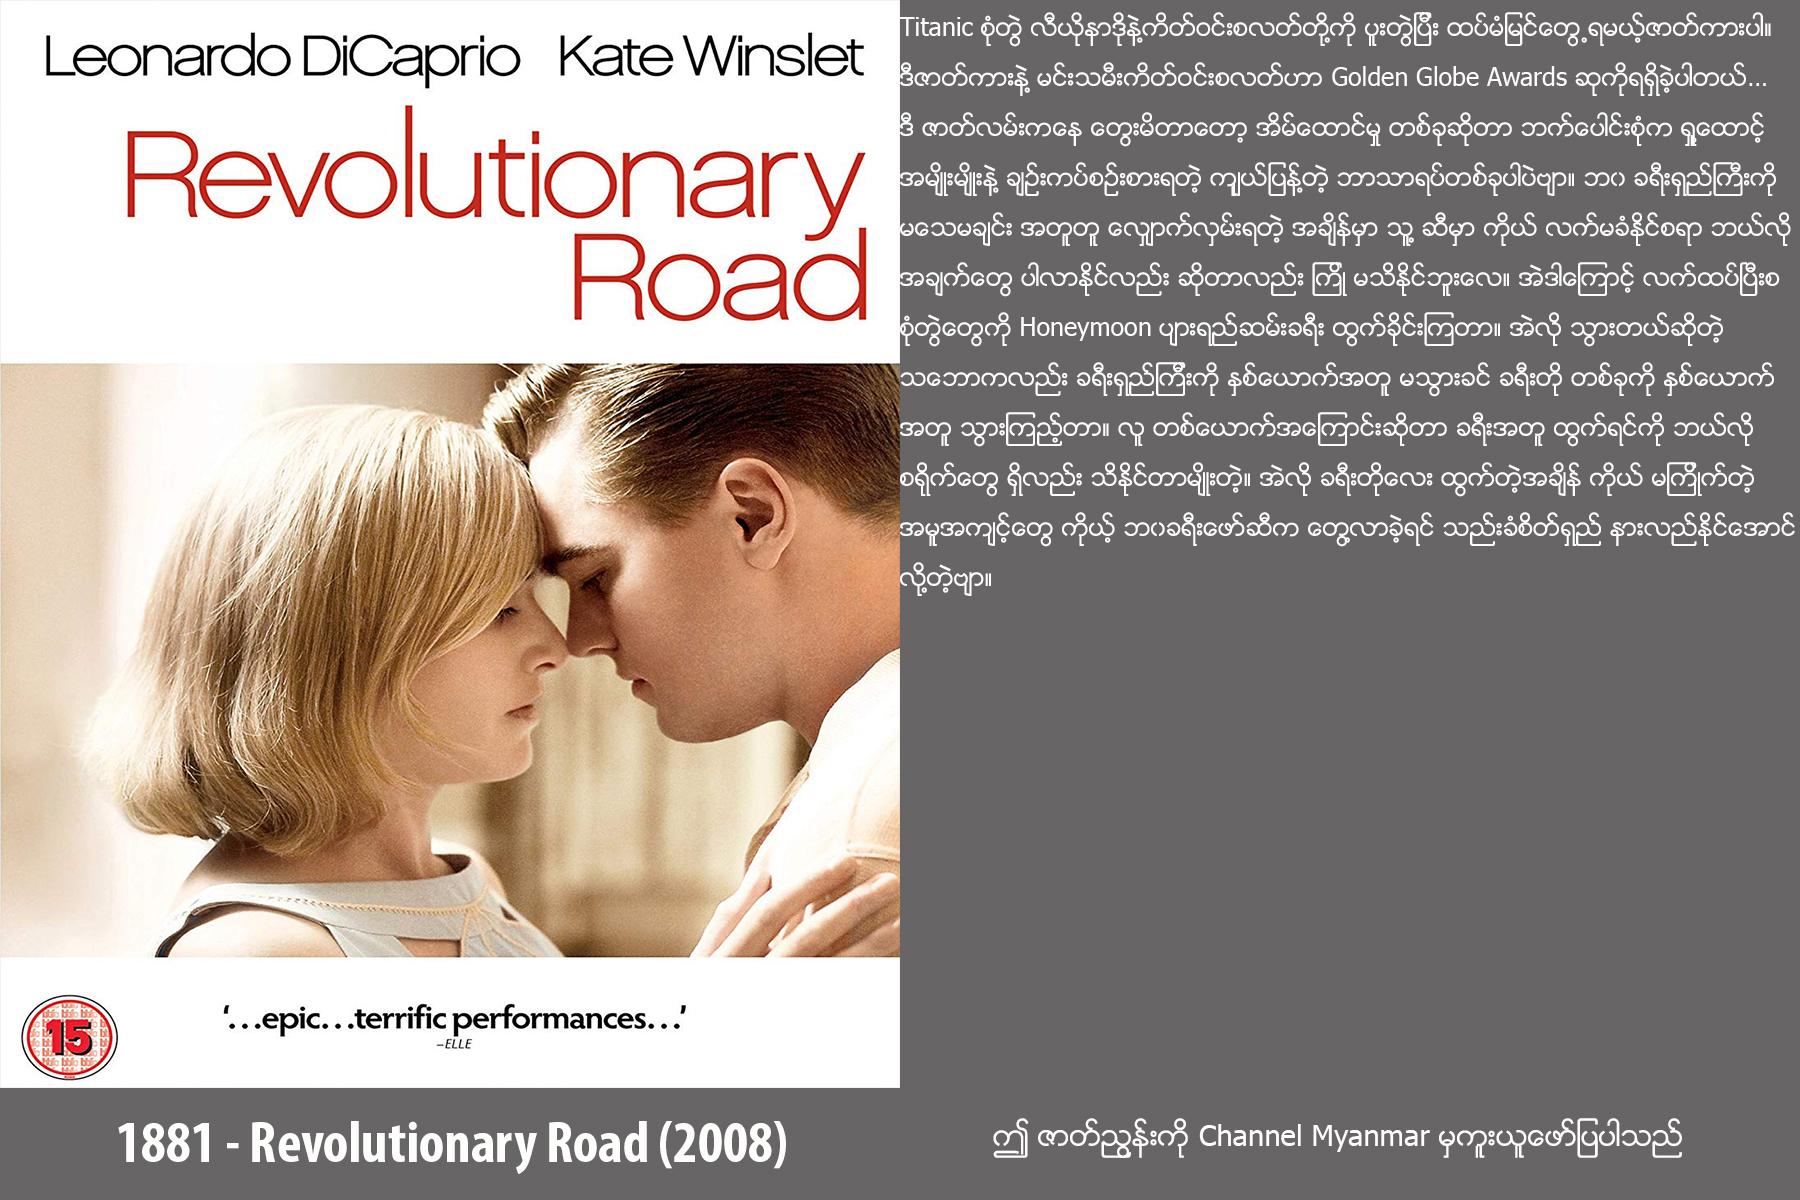 Leonardo DiCaprio Kate Winslet
Revolutionary
Road
'...epic...terrific performances...'
–ELLE
15
1881 - Revolutionary Road (2008)
Titanic စုံတွဲ လီယိုနာဒိုနဲ့ကိတ်ဝင်းစလတ်တို့ကို ပူးတွဲပြီး ထပ်မံမြင်တွေ့ရမယ့်ဇာတ်ကားပါ။
ဒီဇာတ်ကားနဲ့ မင်းသမီးကိတ်ဝင်းစလတ်ဟာ Golden Globe Awards ဆုကိုရရှိခဲ့ပါတယ်...
ဒီ ဇာတ်လမ်းကနေ တွေးမိတာတော့ အိမ်ထောင်မှု တစ်ခုဆိုတာ ဘက်ပေါင်းစုံက ရှုထောင့်
အမျိုးမျိုးနဲ့ ချဉ်းကပ်စဉ်းစားရတဲ့ ကျယ်ပြန့်တဲ့ ဘာသာရပ်တစ်ခုပါပဲဗျာ။ ဘဝ ခရီးရှည်ကြီးကို
မသေမချင်း အတူတူ လျှောက်လှမ်းရတဲ့ အချိန်မှာ သူ့ ဆီမှာ ကိုယ် လက်မခံနိုင်စရာ ဘယ်လို
အချက်တွေ ပါလာနိုင်လည်း ဆိုတာလည်း ကြို မသိနိုင်ဘူးလေ။ အဲဒါကြောင့် လက်ထပ်ပြီးစ
စုံတွဲတွေကို Honeymoon ပျားရည်ဆမ်းခရီး ထွက်ခိုင်းကြတာ။ အဲလို သွားတယ်ဆိုတဲ့
သဘောကလည်း ခရီးရှည်ကြီးကို နှစ်ယောက်အတူ မသွားခင် ခရီးတို တစ်ခုကို နှစ်ယောက်
အတူ သွားကြည့်တာ။ လူ တစ်ယောက်အကြောင်းဆိုတာ ခရီးအတူ ထွက်ရင်ကို ဘယ်လို
စရိုက်တွေ ရှိလည်း သိနိုင်တာမျိုးတဲ့။ အဲလို ခရီးတိုလေး ထွက်တဲ့အချိန် ကိုယ် မကြိုက်တဲ့
အမူအကျင့်တွေ ကိုယ့် ဘဝခရီးဖော်ဆီက တွေ့လာခဲ့ရင် သည်းခံစိတ်ရှည် နားလည်နိုင်အောင်
လို့တဲ့ဗျာ။
ဤ ဇာတ်ညွှန်းကို Channel Myanmar မှကူးယူဖော်ပြပါသည်